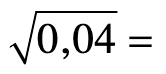 √0,04 =